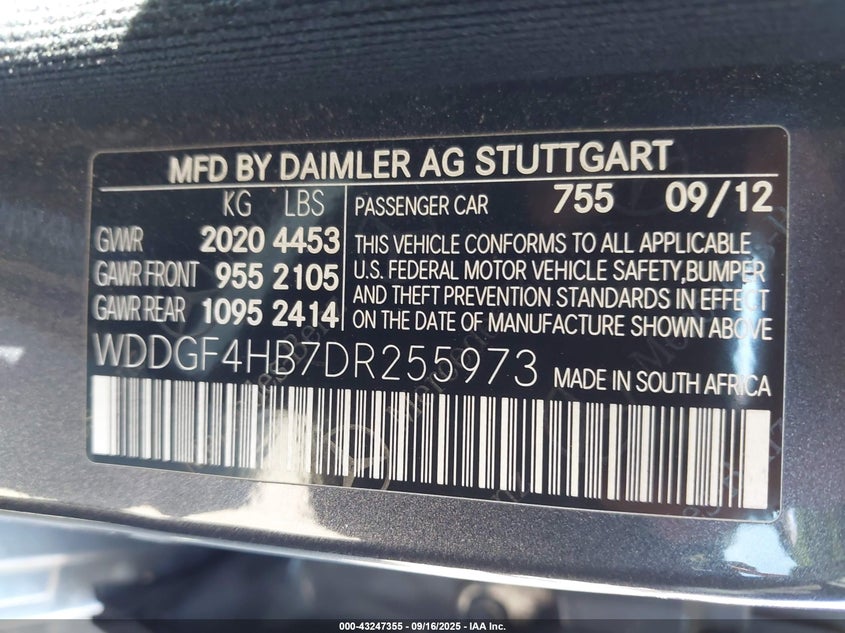 MFD BY DAIMLER AG STUTTGART
KG LBS
GVWR 2020 4453
GAWR FRONT 955 2105
GAWR REAR 1095 2414
PASSENGER CAR 755 09/12
THIS VEHICLE CONFORMS TO ALL APPLICABLE
U.S. FEDERAL MOTOR VEHICLE SAFETY,BUMPER
AND THEFT PREVENTION STANDARDS IN EFFECT
ON THE DATE OF MANUFACTURE SHOWN ABOVE
WDDGF4HB7DR255973 MADE IN SOUTH AFRICA
000-43247355 - 09/16/2025 - IAA Inc.